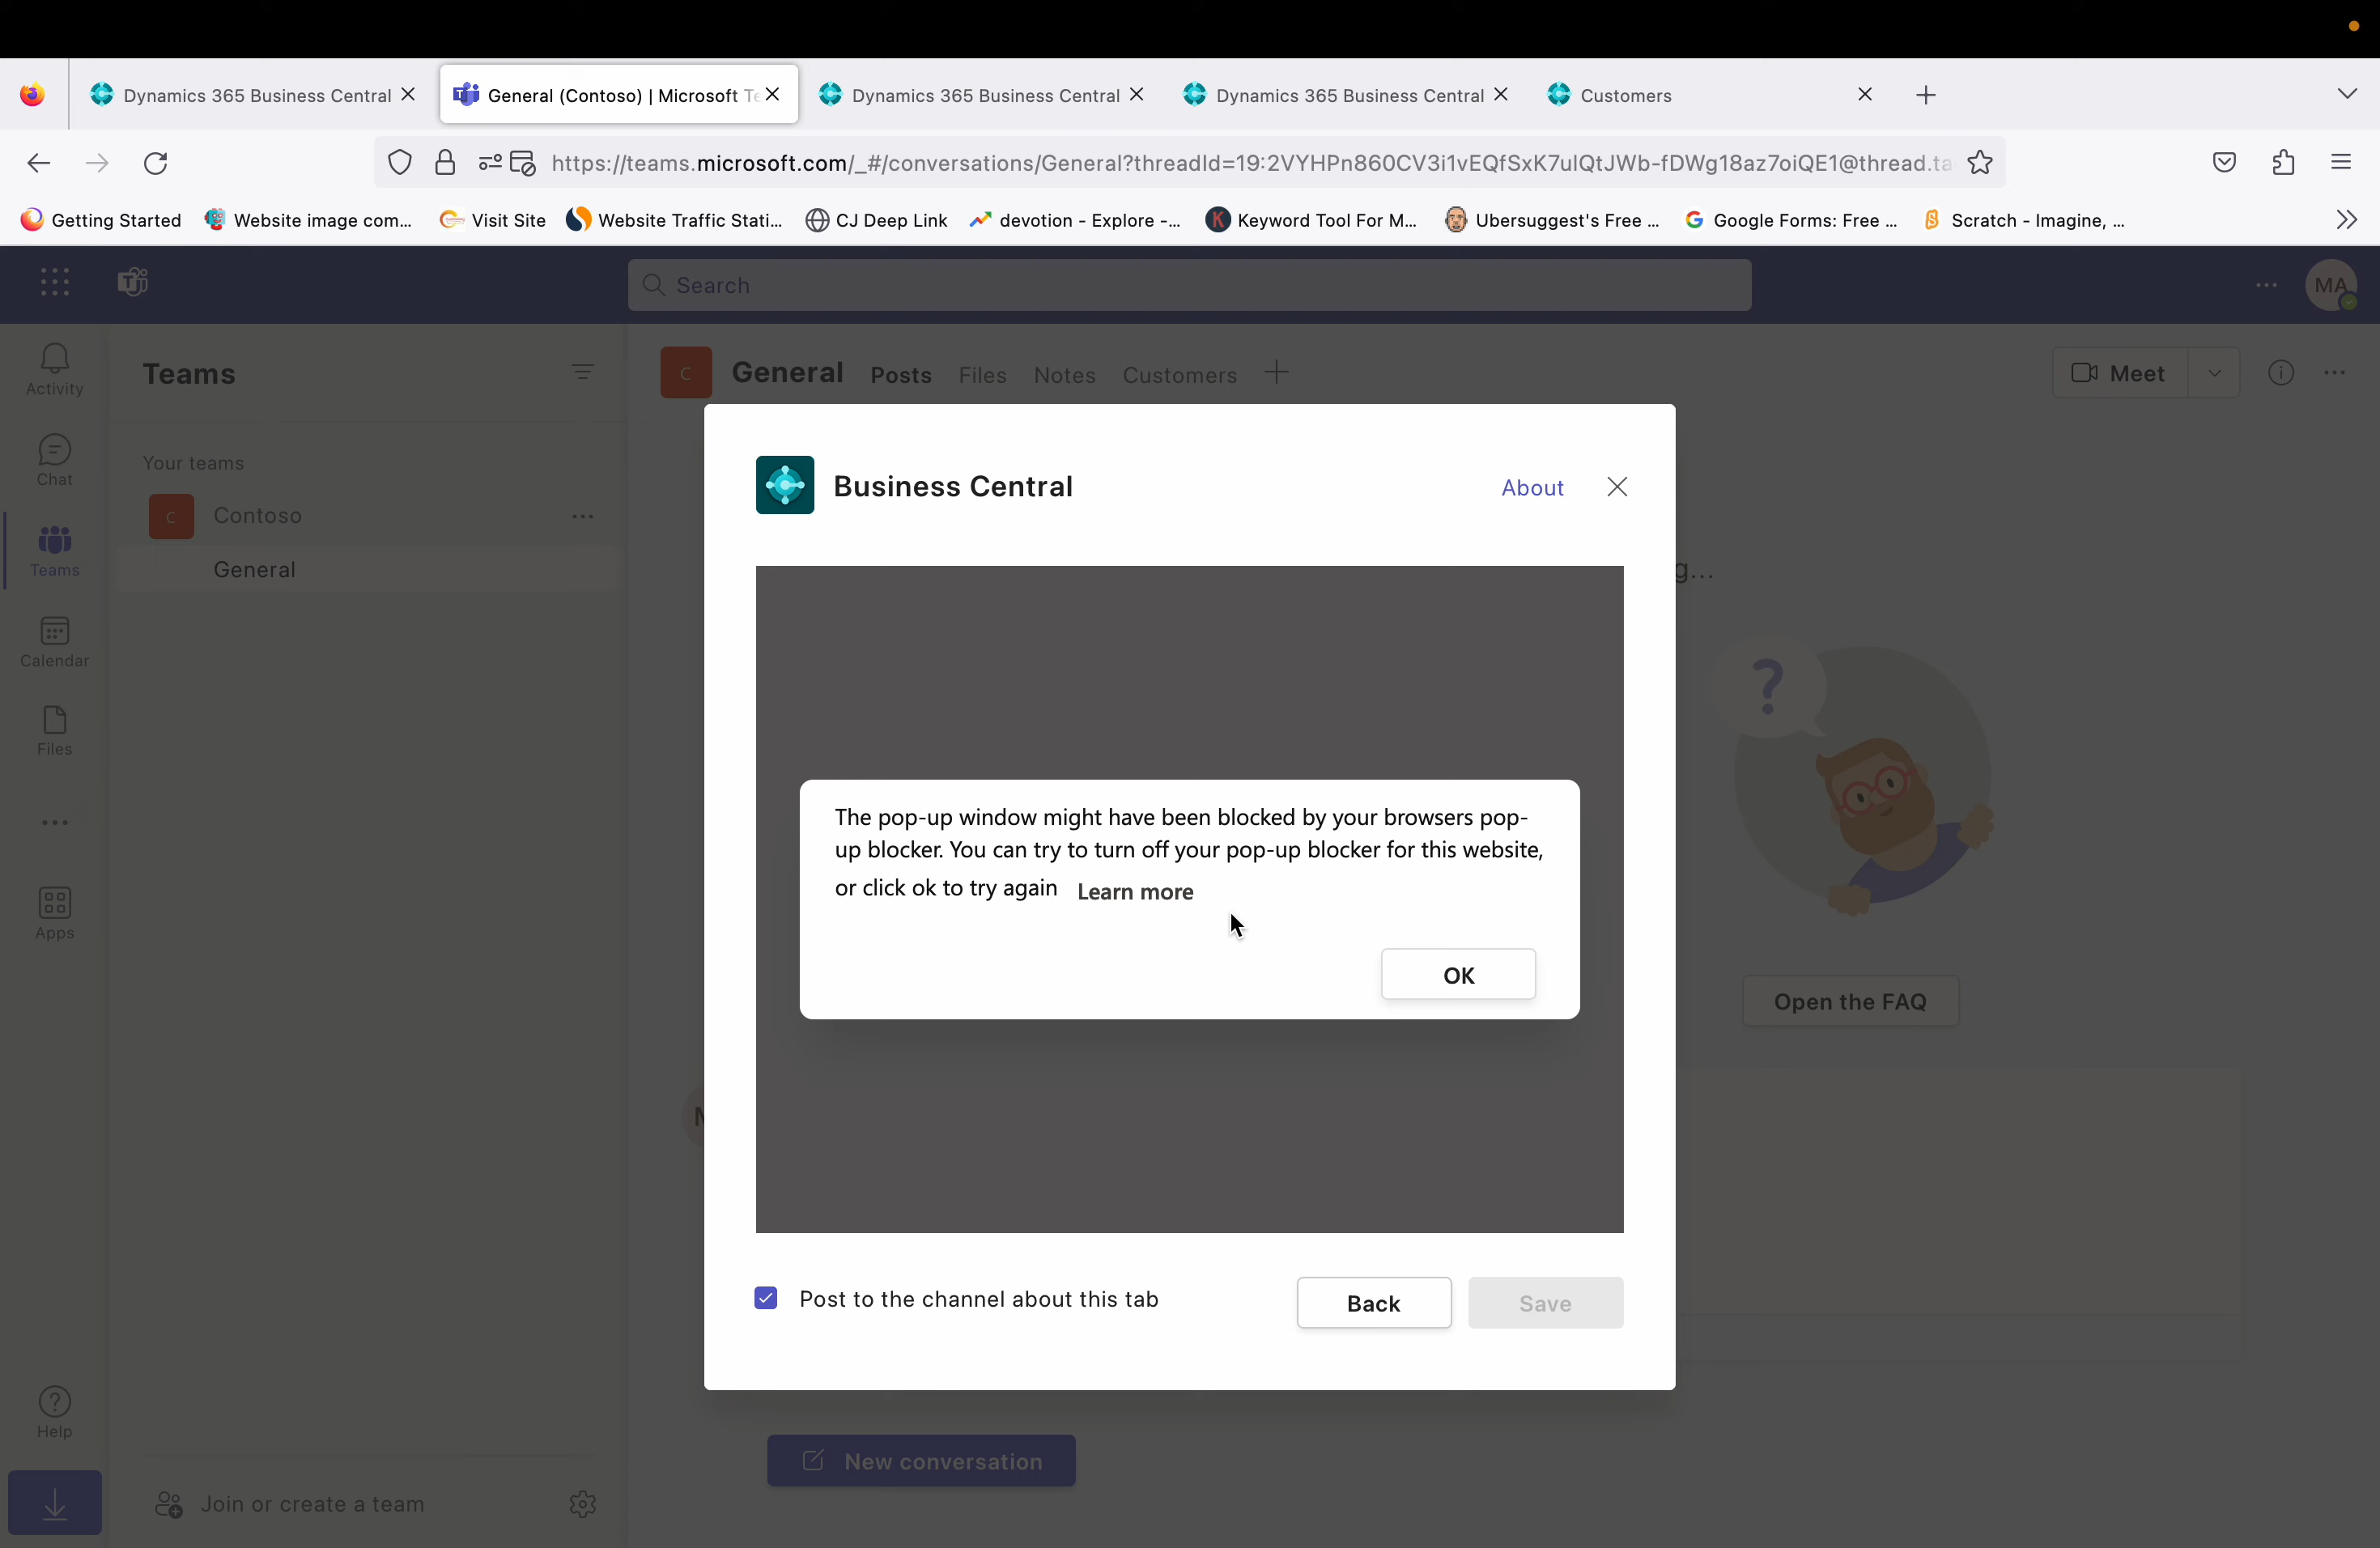 Dynamics 365 Business Central
General (Contoso) | Microsoft Te
Dynamics 365 Business Central
Dynamics 365 Business Central
Customers
https://teams.microsoft.com/_#/conversations/General?threadId=19:2VYHPn860CV3i1vEQfSxK7ulQtJWb-fDWg18az7oiQE1@thread.ta
Getting Started
Website image com...
Visit Site
Website Traffic Stati...
CJ Deep Link
devotion - Explore -...
Keyword Tool For M...
Ubersuggest's Free ...
Google Forms: Free ...
Scratch - Imagine, ...
Search
MA
Activity
Chat
Teams
Calendar
Files
Apps
Help
Teams
Your teams
C
Contoso
General
Join or create a team
C
General
Posts
Files
Notes
Customers
Meet
g...
?
Open the FAQ
Business Central
About
The pop-up window might have been blocked by your browsers pop-
up blocker. You can try to turn off your pop-up blocker for this website,
or click ok to try again Learn more
OK
Post to the channel about this tab
Back
Save
New conversation